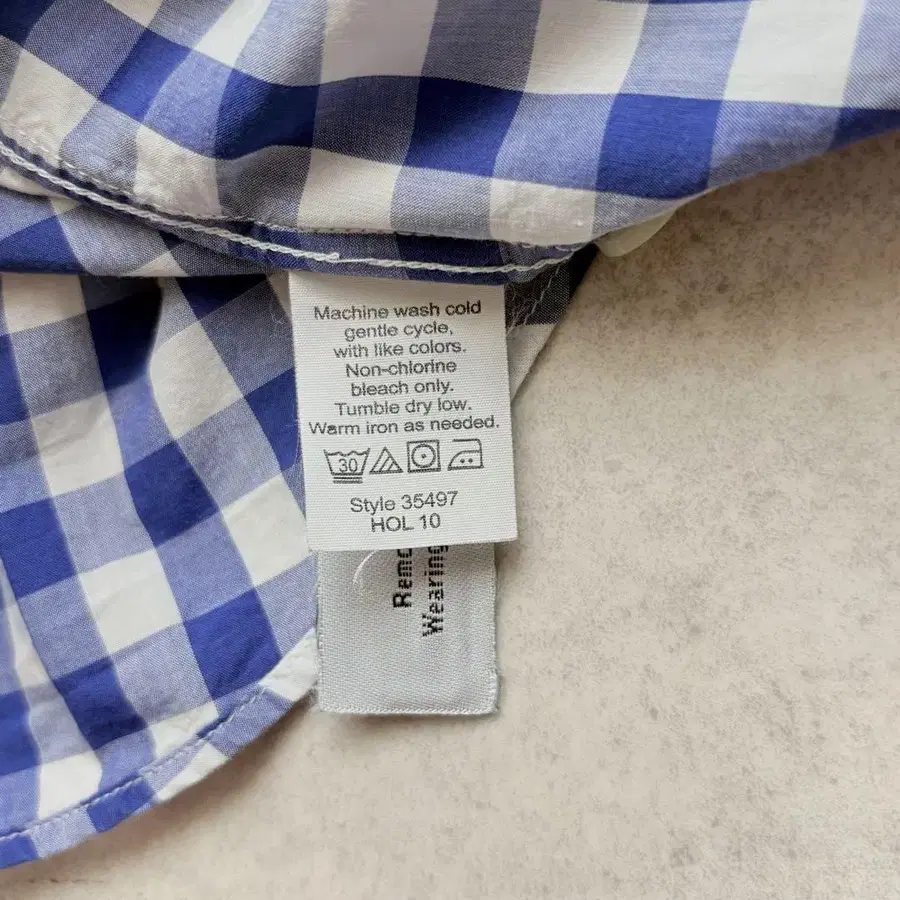 Machine wash cold
gentle cycle,
with like colors.
Non-chlorine
bleach only.
Tumble dry low.
Warm iron as needed.
30
Style 35497
HOL 10
Wearing